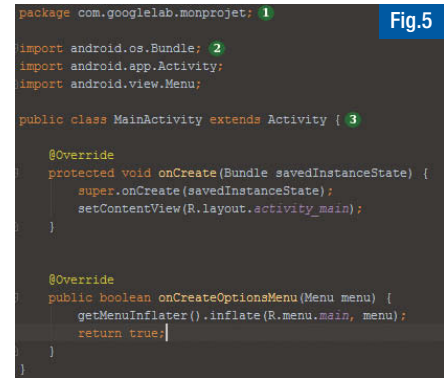 Fig.5
package com.googlelab.monprojet; 1
import android.os.Bundle; 2
import android.app.Activity;
import android.view.Menu;
public class MainActivity extends Activity { 3
@Override
protected void onCreate(Bundle savedInstanceState) {
super.onCreate(savedInstanceState);
setContentView(R.layout.activity_main);
}
@Override
public boolean onCreateOptionsMenu(Menu menu) {
getMenuInflater().inflate(R.menu.main, menu);
return true;
}
}